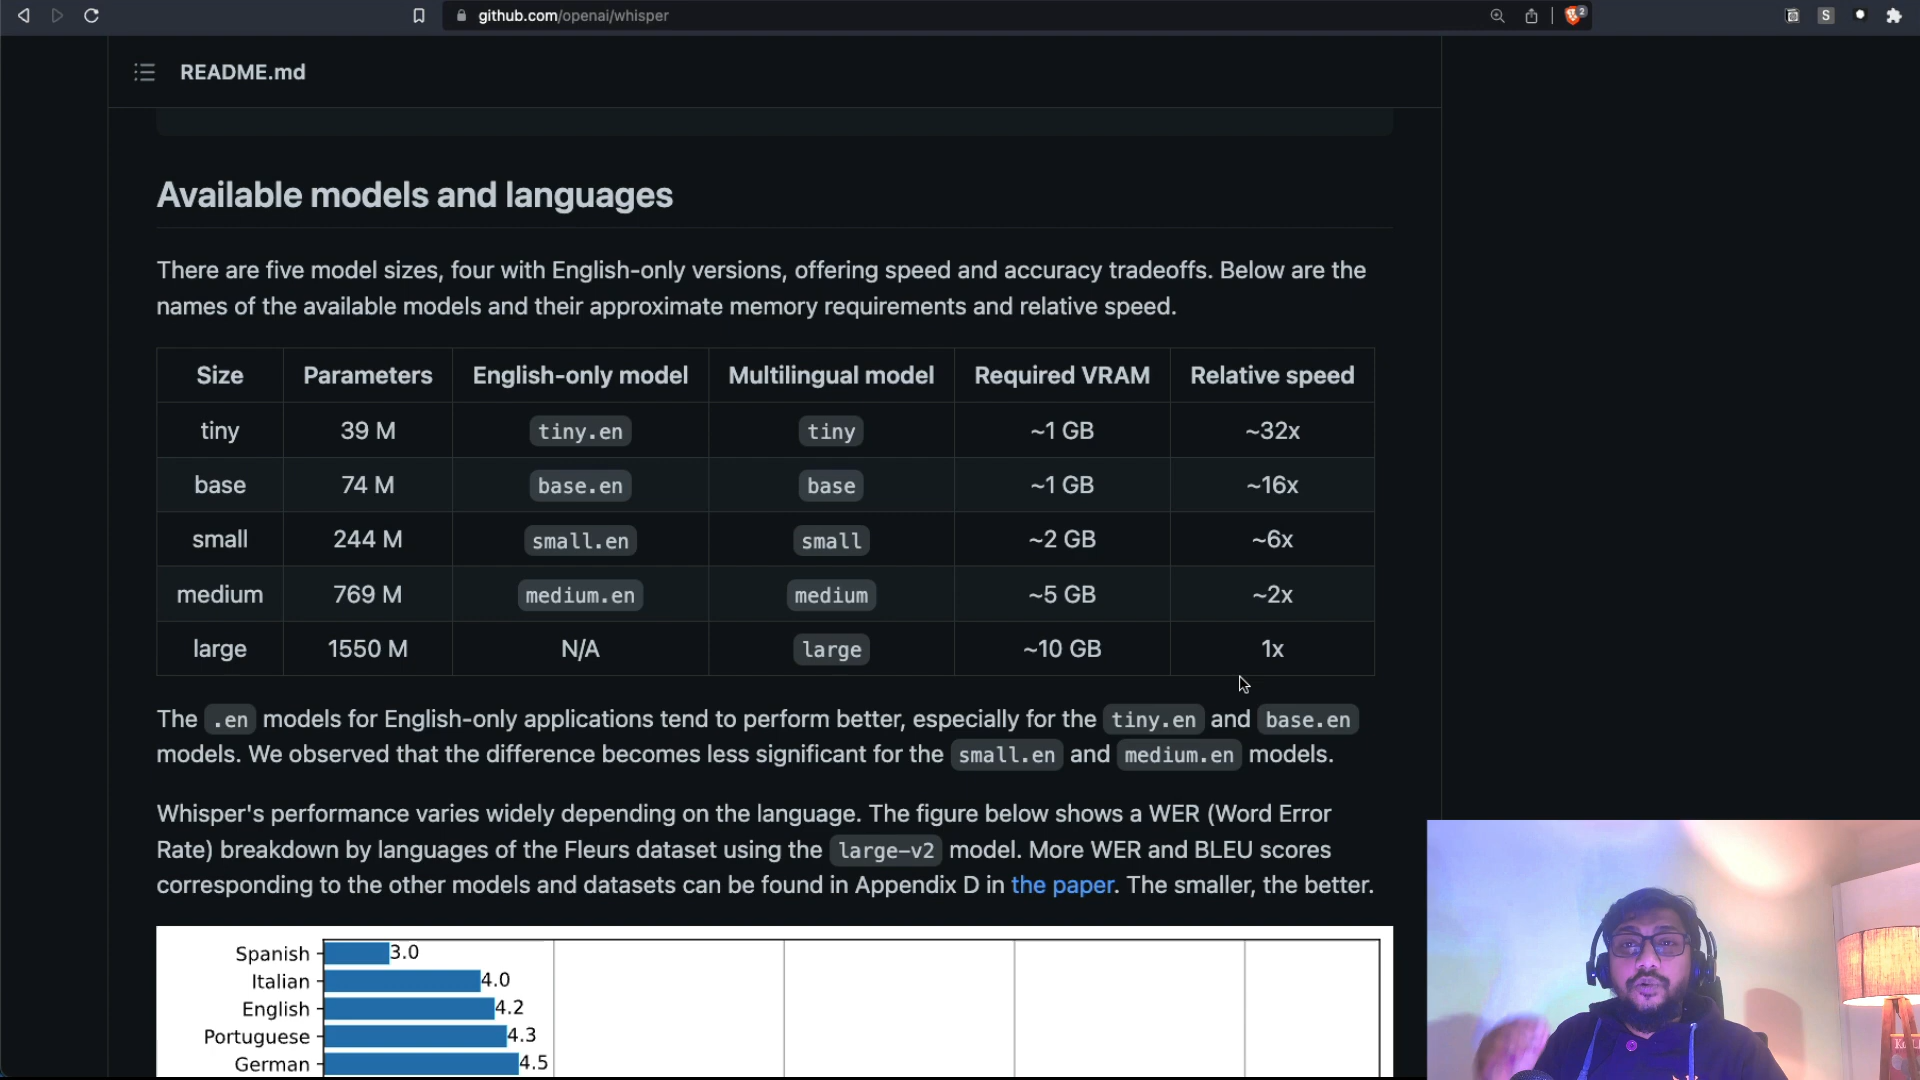 github.com/openai/whisper
2
S
README.md
Available models and languages
There are five model sizes, four with English-only versions, offering speed and accuracy tradeoffs. Below are the
names of the available models and their approximate memory requirements and relative speed.
Size Parameters English-only model Multilingual model Required VRAM Relative speed
tiny 39 M tiny.en tiny ~1 GB ~32x
base 74 M base.en base ~1 GB ~16x
small 244 M small.en small ~2 GB ~6x
medium 769 M medium.en medium ~5 GB ~2x
large 1550 M N/A large ~10 GB 1x
The .en models for English-only applications tend to perform better, especially for the tiny.en and base.en
models. We observed that the difference becomes less significant for the small.en and medium.en models.
Whisper's performance varies widely depending on the language. The figure below shows a WER (Word Error
Rate) breakdown by languages of the Fleurs dataset using the large-v2 model. More WER and BLEU scores
corresponding to the other models and datasets can be found in Appendix D in the paper. The smaller, the better.
Spanish 3.0
Italian 4.0
English 4.2
Portuguese 4.3
German 4.5